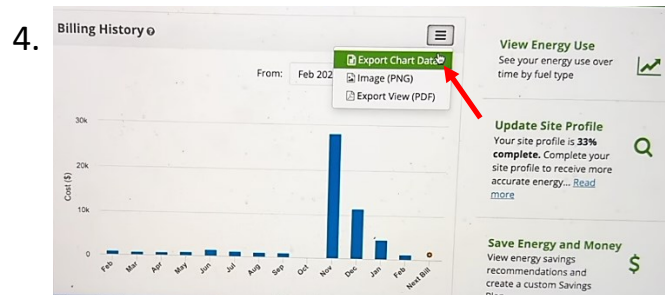 4.
Billing History
Export Chart Data
From: Feb 202
Image (PNG)
Export View (PDF)
30k
20k
10k
0
Cost ($)
Feb Mar Apr May Jun Jul Aug Sep Oct Nov Dec Jan Feb Next Bill
View Energy Use
See your energy use over
time by fuel type
Update Site Profile
Your site profile is 33%
complete. Complete your
site profile to receive more
accurate energy... Read
more
Save Energy and Money
View energy savings
recommendations and
create a custom Savings